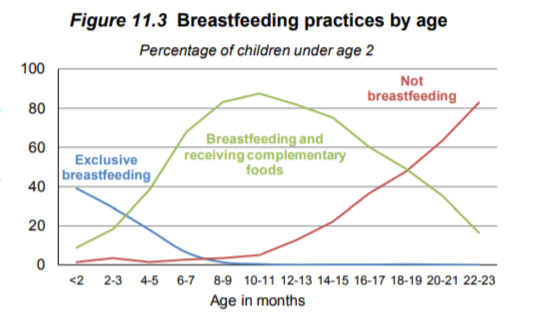 Figure 11.3 Breastfeeding practices by age
Percentage of children under age 2
100
80
60
40
20
0
Not
breastfeeding
Breastfeeding and
receiving complementary
foods
Exclusive
breastfeeding
<2 2-3 4-5 6-7 8-9 10-11 12-13 14-15 16-17 18-19 20-21 22-23
Age in months